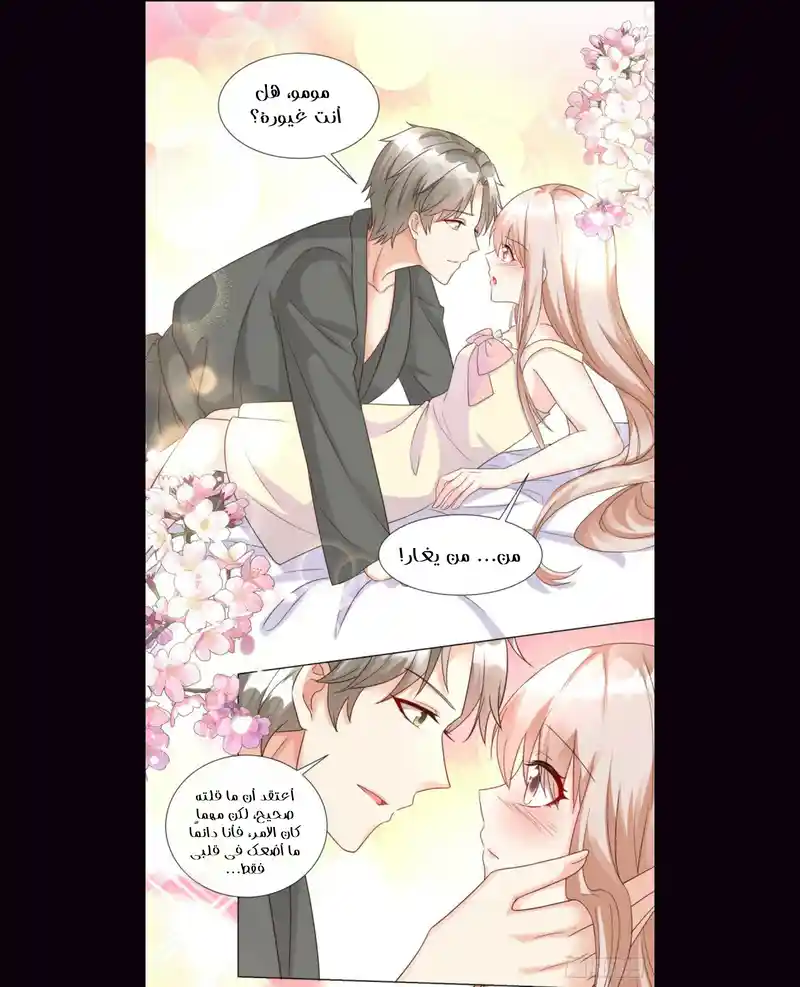 مومو، هل
أنت غيورة؟
من... من يغار!
أعتقد أن ما قلته
صحيح، لكن مهما
كان الامر، فأنا دائماً
ما أضعك في قلبي
فقط...